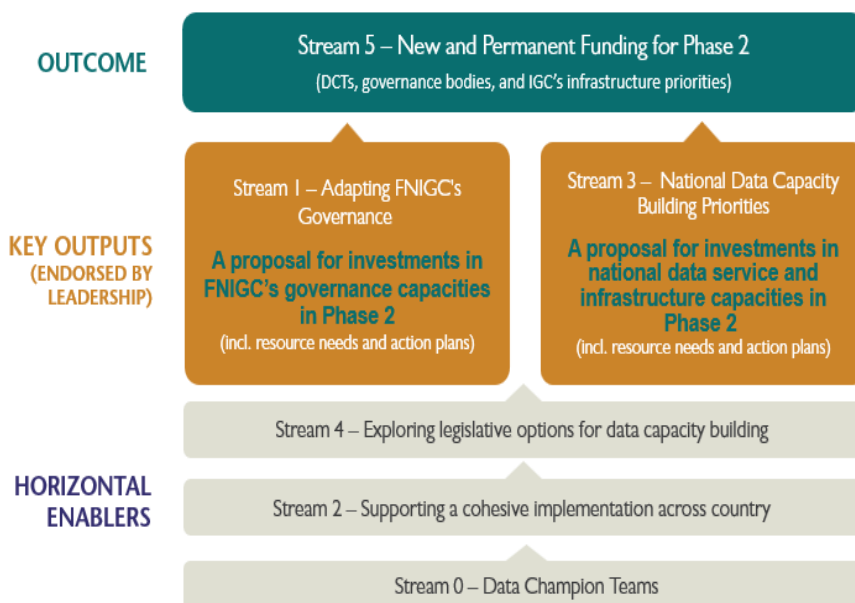 OUTCOME
Stream 5 – New and Permanent Funding for Phase 2
(DCTs, governance bodies, and IGC's infrastructure priorities)
KEY OUTPUTS
(ENDORSED BY
LEADERSHIP)
Stream 1 – Adapting FNIGC's
Governance
A proposal for investments in
FNIGC's governance capacities
in Phase 2
(incl. resource needs and action plans)
Stream 3 – National Data Capacity
Building Priorities
A proposal for investments in
national data service and
infrastructure capacities in
Phase 2
(incl. resource needs and action plans)
HORIZONTAL
ENABLERS
Stream 4 – Exploring legislative options for data capacity building
Stream 2 – Supporting a cohesive implementation across country
Stream 0 – Data Champion Teams